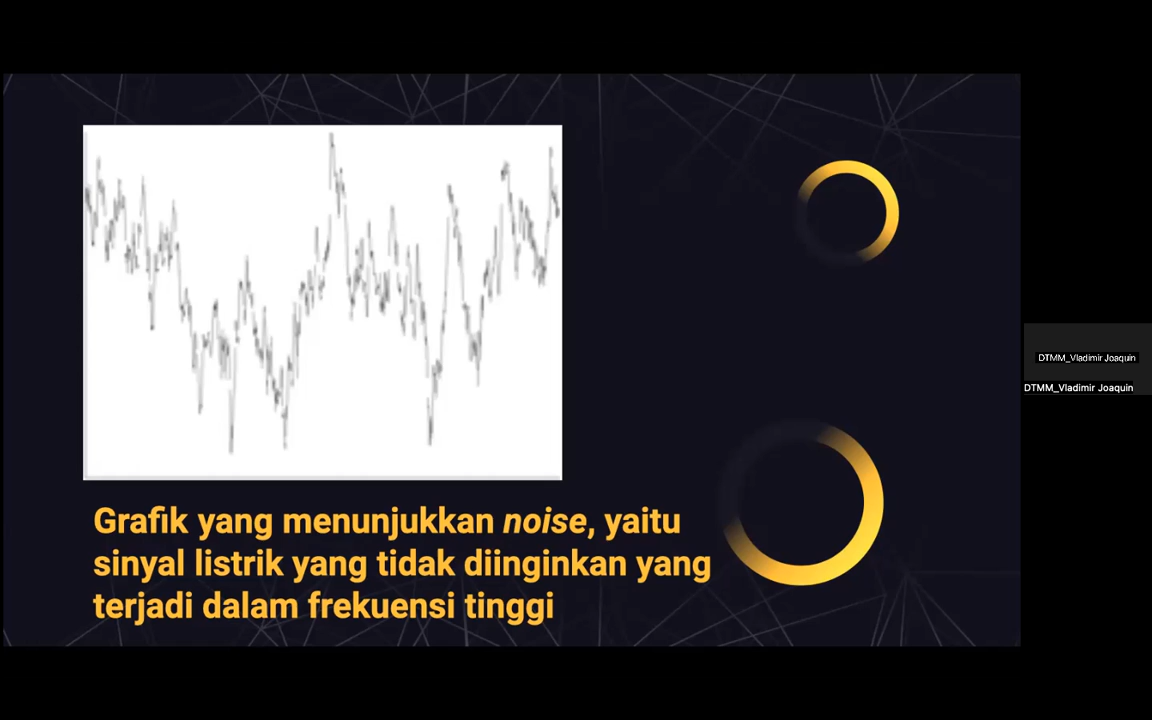 Grafik yang menunjukkan noise, yaitu
sinyal listrik yang tidak diinginkan yang
terjadi dalam frekuensi tinggi
DTMM_Vladimir Joaquin
DTMM_Vladimir Joaquin